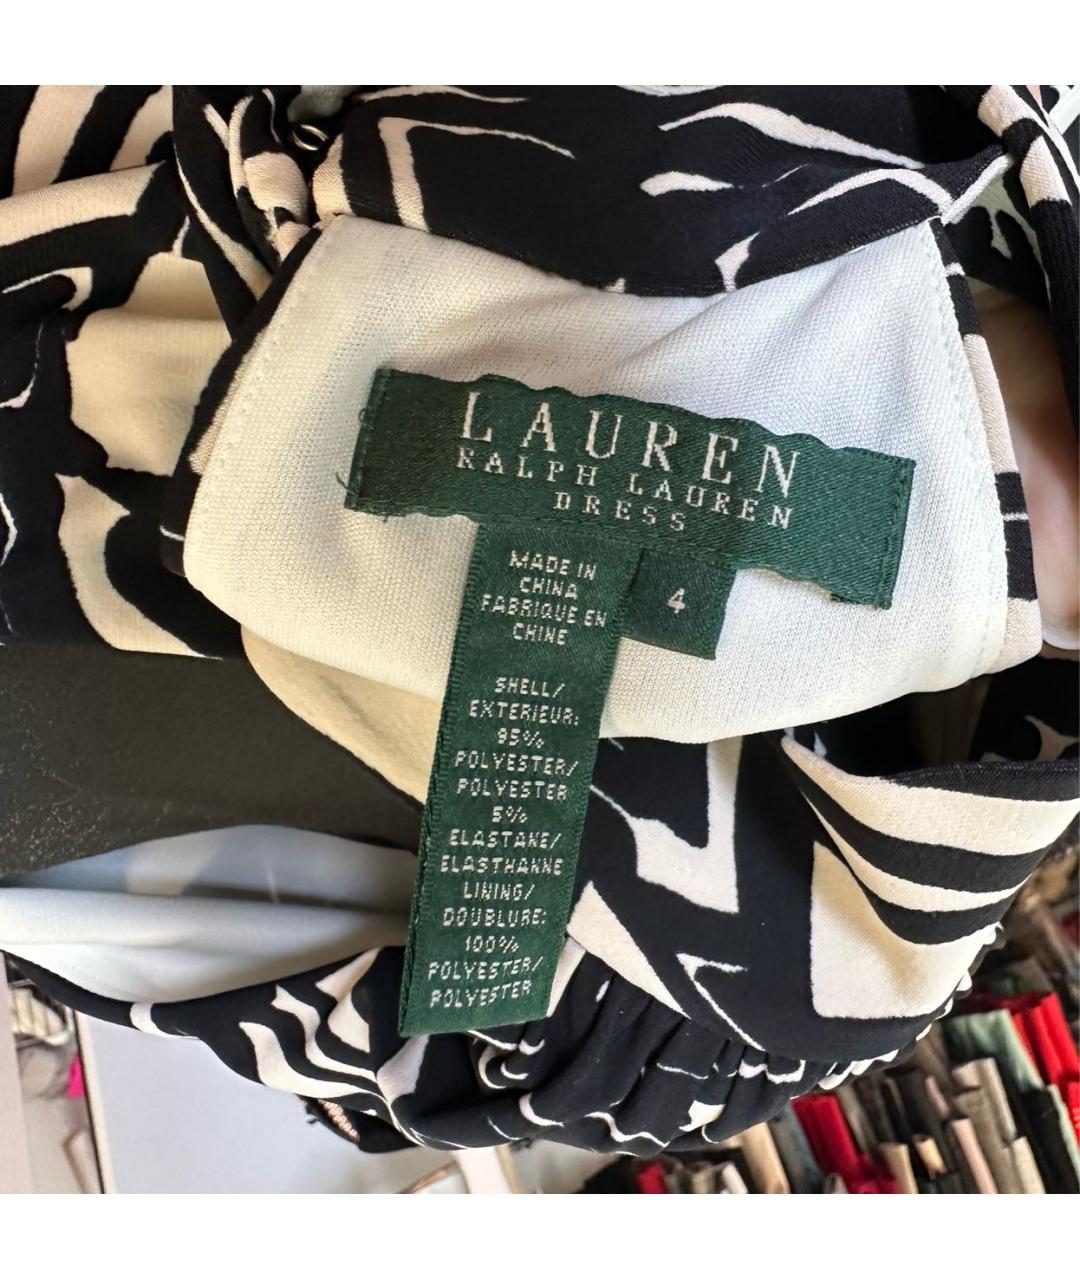 LAUREN
RALPH LAUREN
DRESS
4
MADE IN
CHINA
FABRIQUE EN
CHINE
SHELL/
EXTERIEUR:
95%
POLYESTER/
POLYESTER
5%
ELASTANE/
ELASTHANNE
LINING/
DOUBLURE:
100%
POLYESTER/
POLYESTER